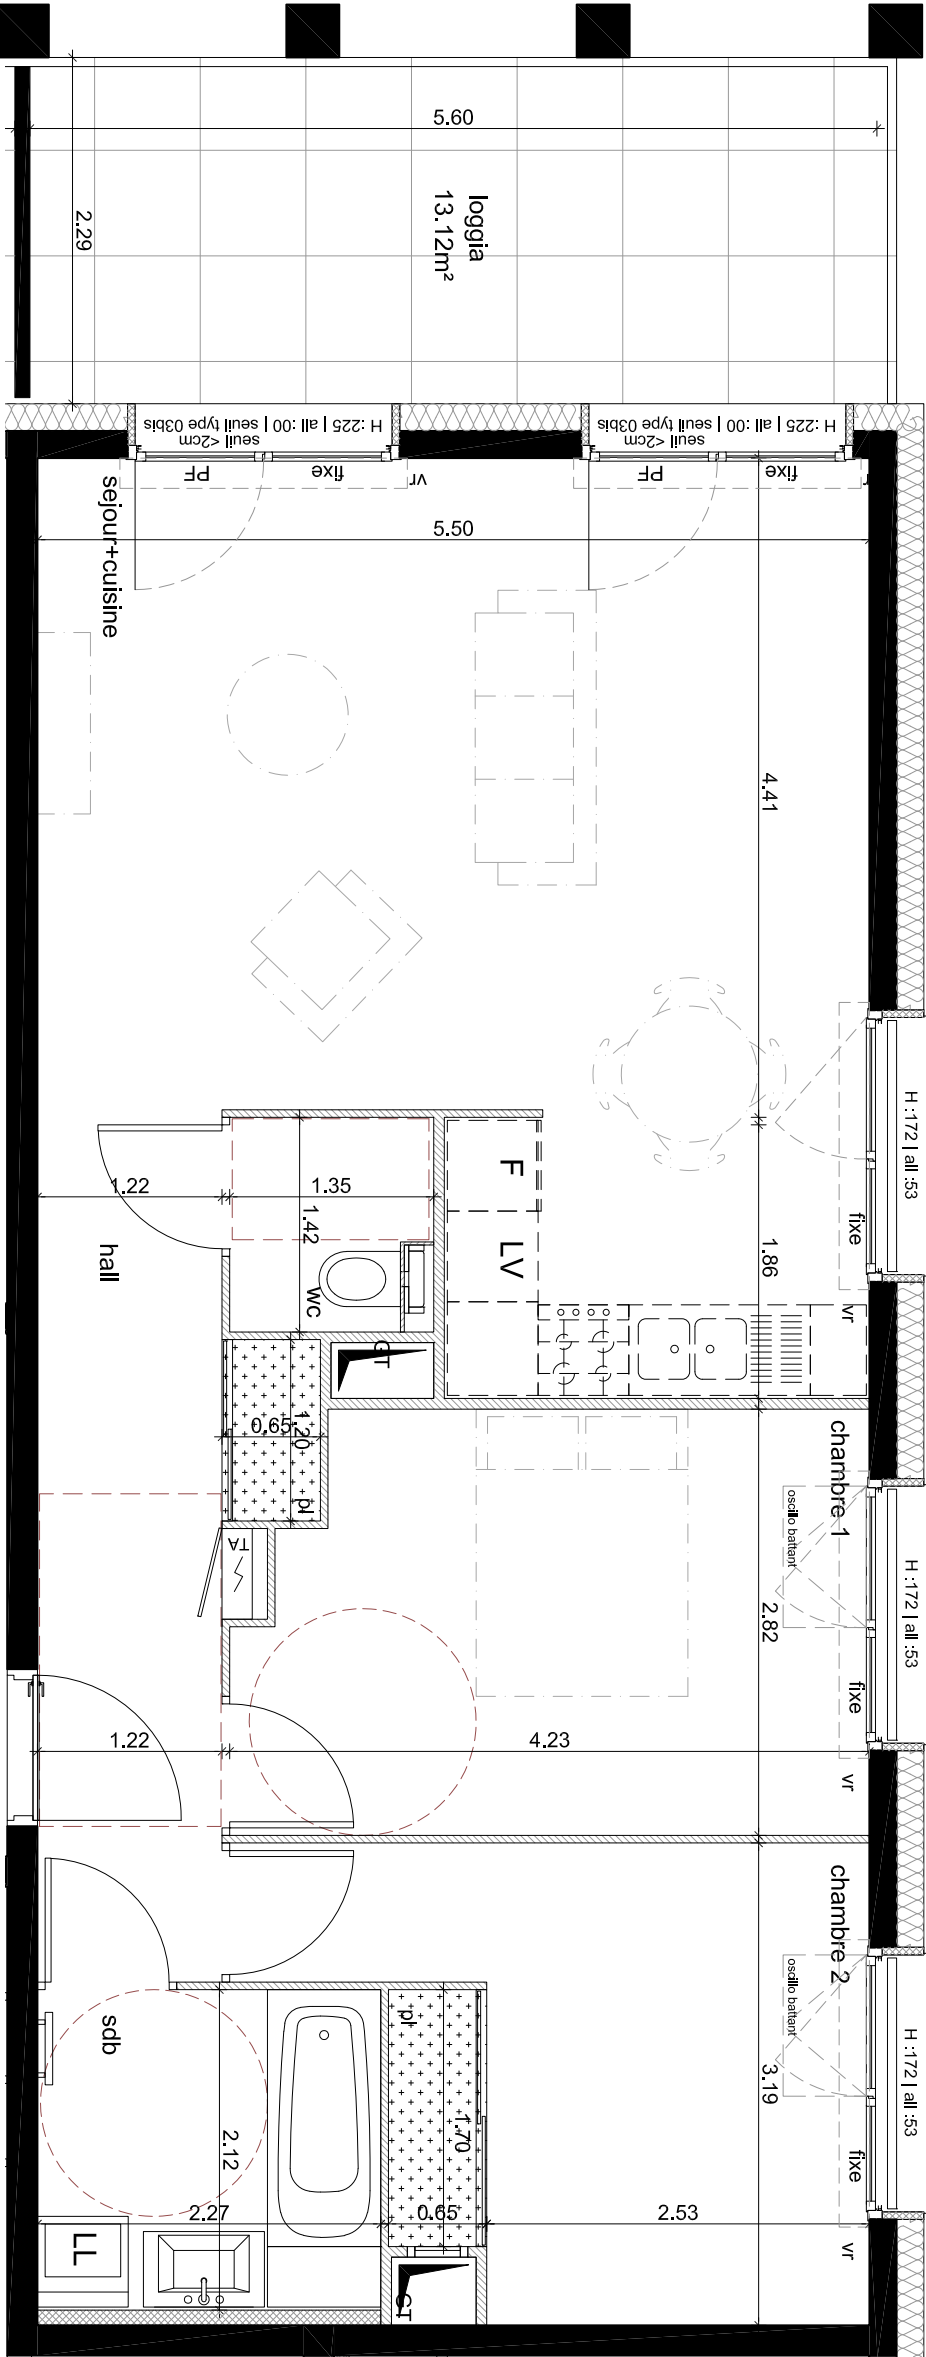 5.60
loggia
13.12m²
2.29
H : 225 | all :00 | seuil type 03bis
seuil <2cm
H : 225 | all :00 | seuil type 03bis
seuil <2cm
PF
fixe
vr
PF
fixe
sejour+cuisine
5.50
4.41
H :172 | all :53
fixe
vr
F
LV
1.86
1.22
1.35
1.42
wc
hall
GT
1.20
0.65
pl
TA
chambre 1
oscillo battant
H :172 | all :53
fixe
vr
2.82
1.22
4.23
chambre 2
oscillo battant
H :172 | all :53
fixe
vr
3.19
sdb
pl
1.70
2.12
2.27
0.65
2.53
LL
GT